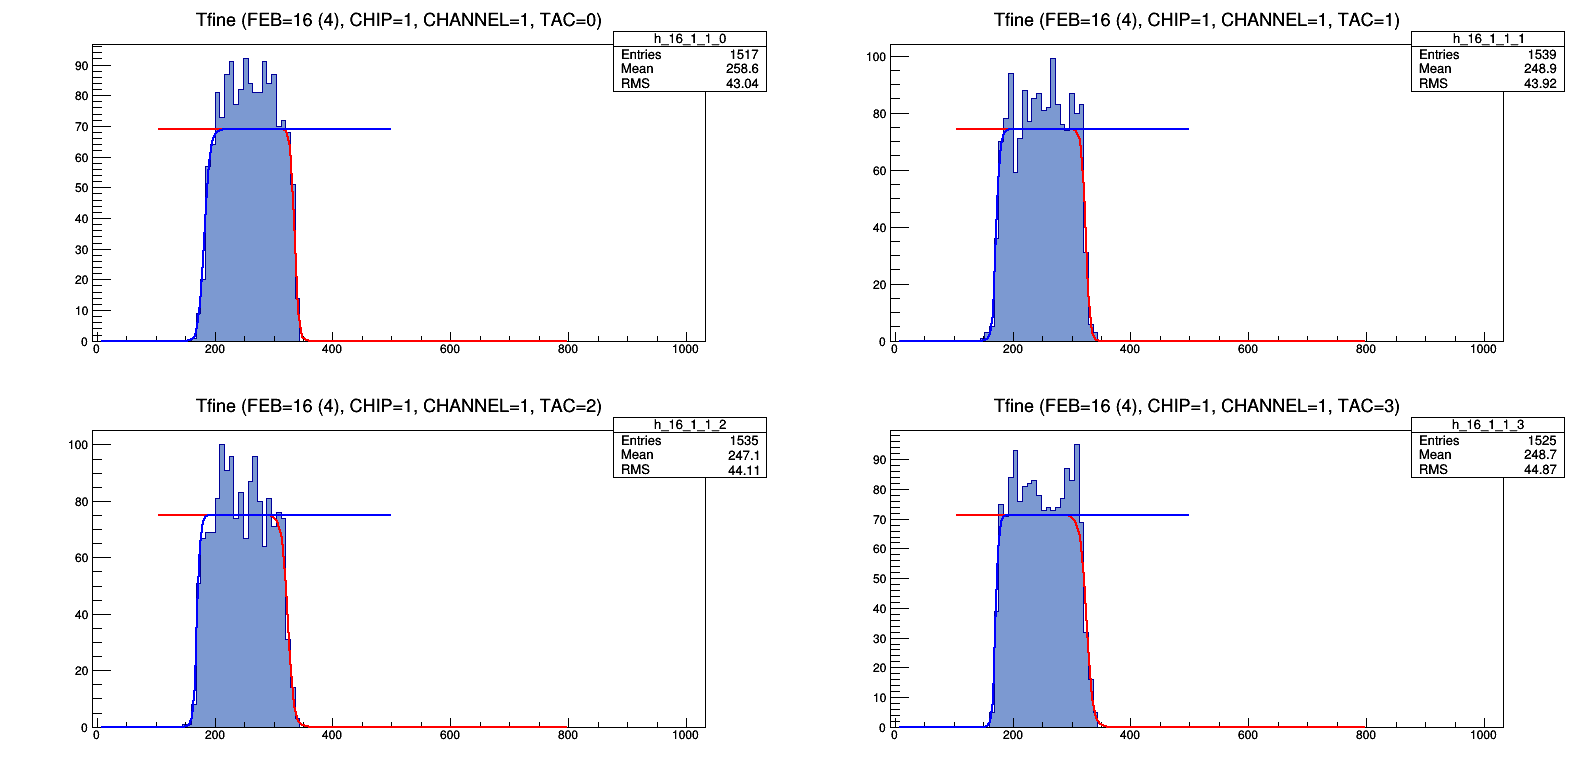 Tfine (FEB=16 (4), CHIP=1, CHANNEL=1, TAC=0)
h_16_1_1_0
Entries 1517
Mean 258.6
RMS 43.04
90
80
70
60
50
40
30
20
10
0
0 200 400 600 800 1000
Tfine (FEB=16 (4), CHIP=1, CHANNEL=1, TAC=1)
h_16_1_1_1
Entries 1539
Mean 248.9
RMS 43.92
100
80
60
40
20
0
0 200 400 600 800 1000
Tfine (FEB=16 (4), CHIP=1, CHANNEL=1, TAC=2)
h_16_1_1_2
Entries 1535
Mean 247.1
RMS 44.11
100
80
60
40
20
0
0 200 400 600 800 1000
Tfine (FEB=16 (4), CHIP=1, CHANNEL=1, TAC=3)
h_16_1_1_3
Entries 1525
Mean 248.7
RMS 44.87
90
80
70
60
50
40
30
20
10
0
0 200 400 600 800 1000